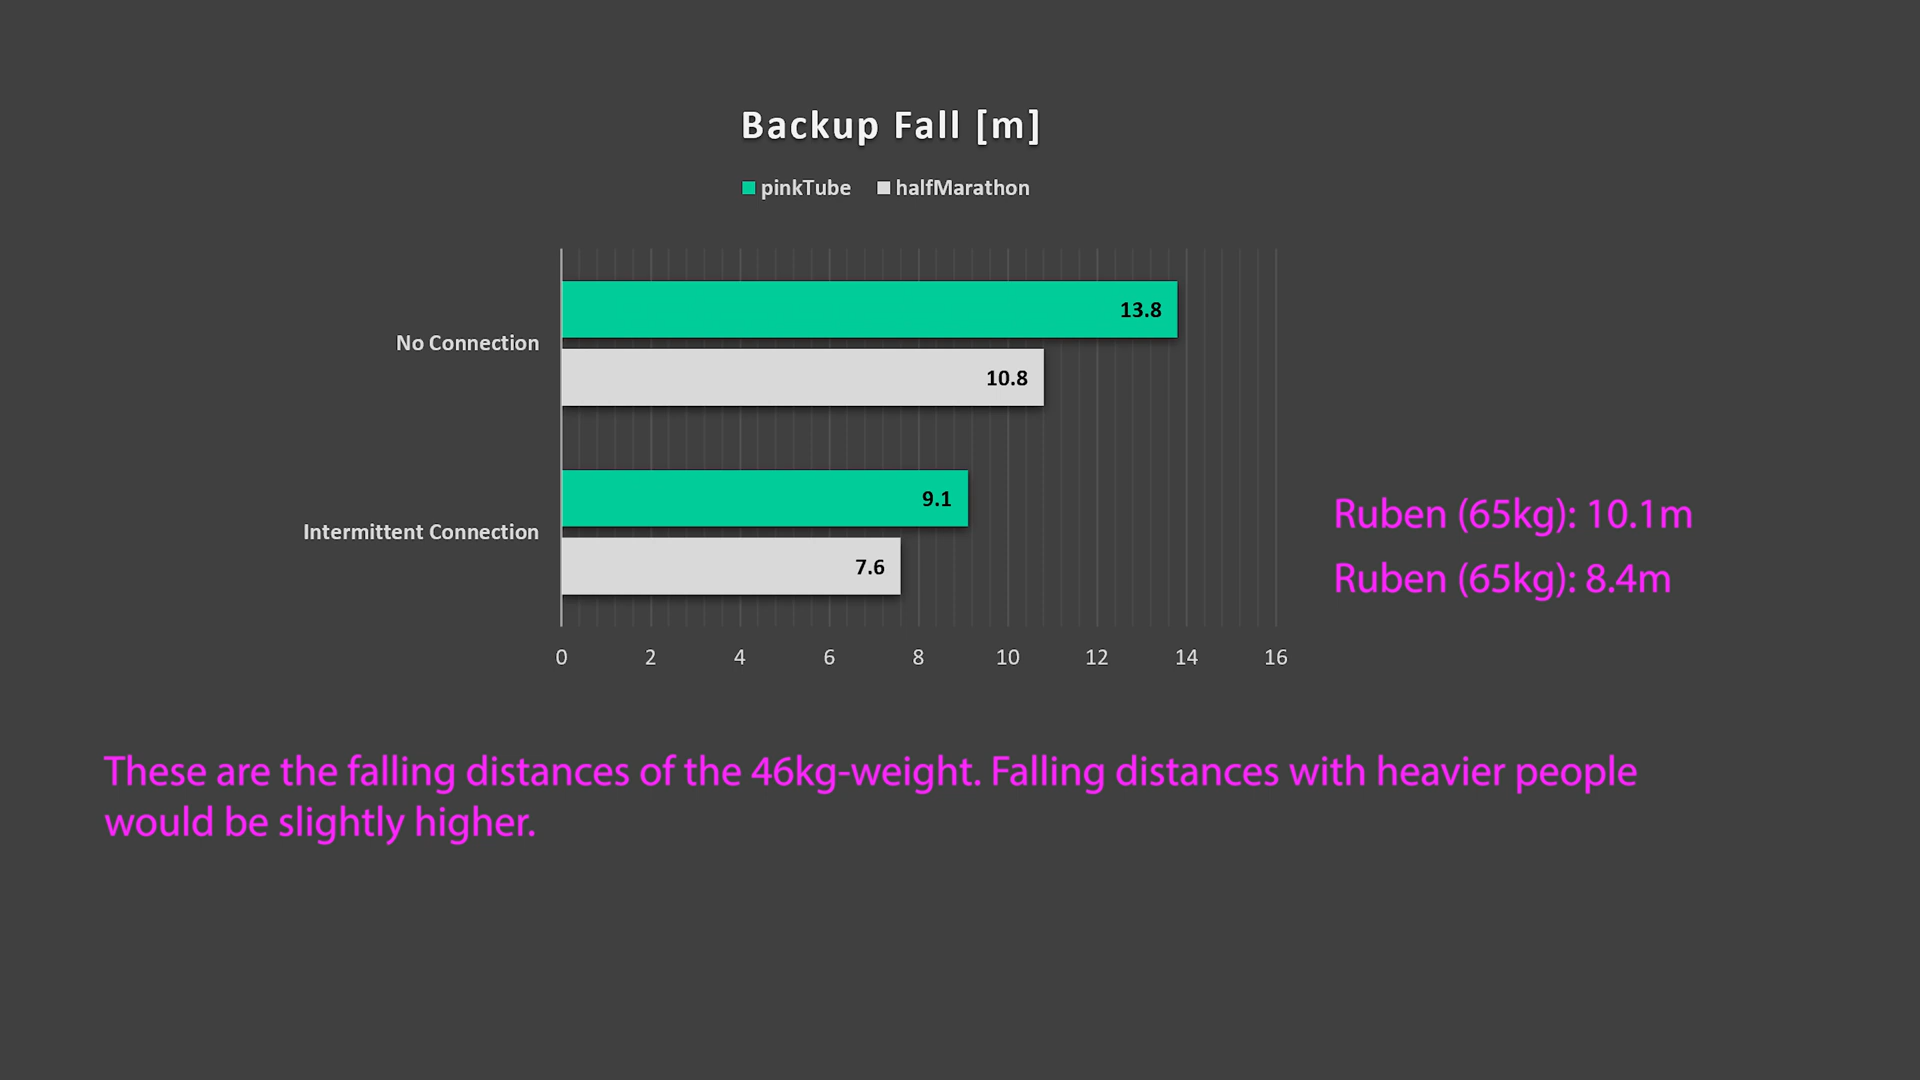 Backup Fall [m]
pinkTube halfMarathon
No Connection
13.8
10.8
Intermittent Connection
9.1
7.6
Ruben (65kg): 10.1m
Ruben (65kg): 8.4m
0 2 4 6 8 10 12 14 16
These are the falling distances of the 46kg-weight. Falling distances with heavier people
would be slightly higher.